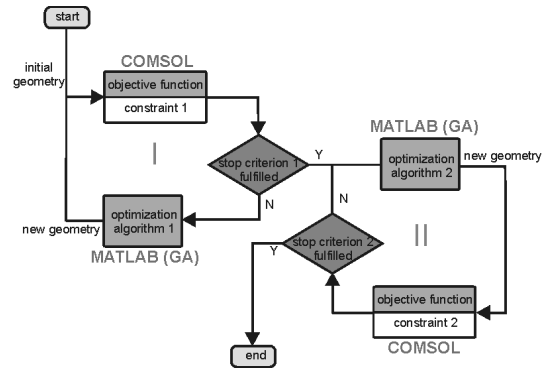 start
initial
geometry
COMSOL
objective function
constraint 1
I
stop criterion 1
fulfilled
Y
N
optimization
algorithm 1
new geometry
MATLAB (GA)
MATLAB (GA)
optimization
algorithm 2
new geometry
N
stop criterion 2
fulfilled
Y
II
objective function
constraint 2
COMSOL
end